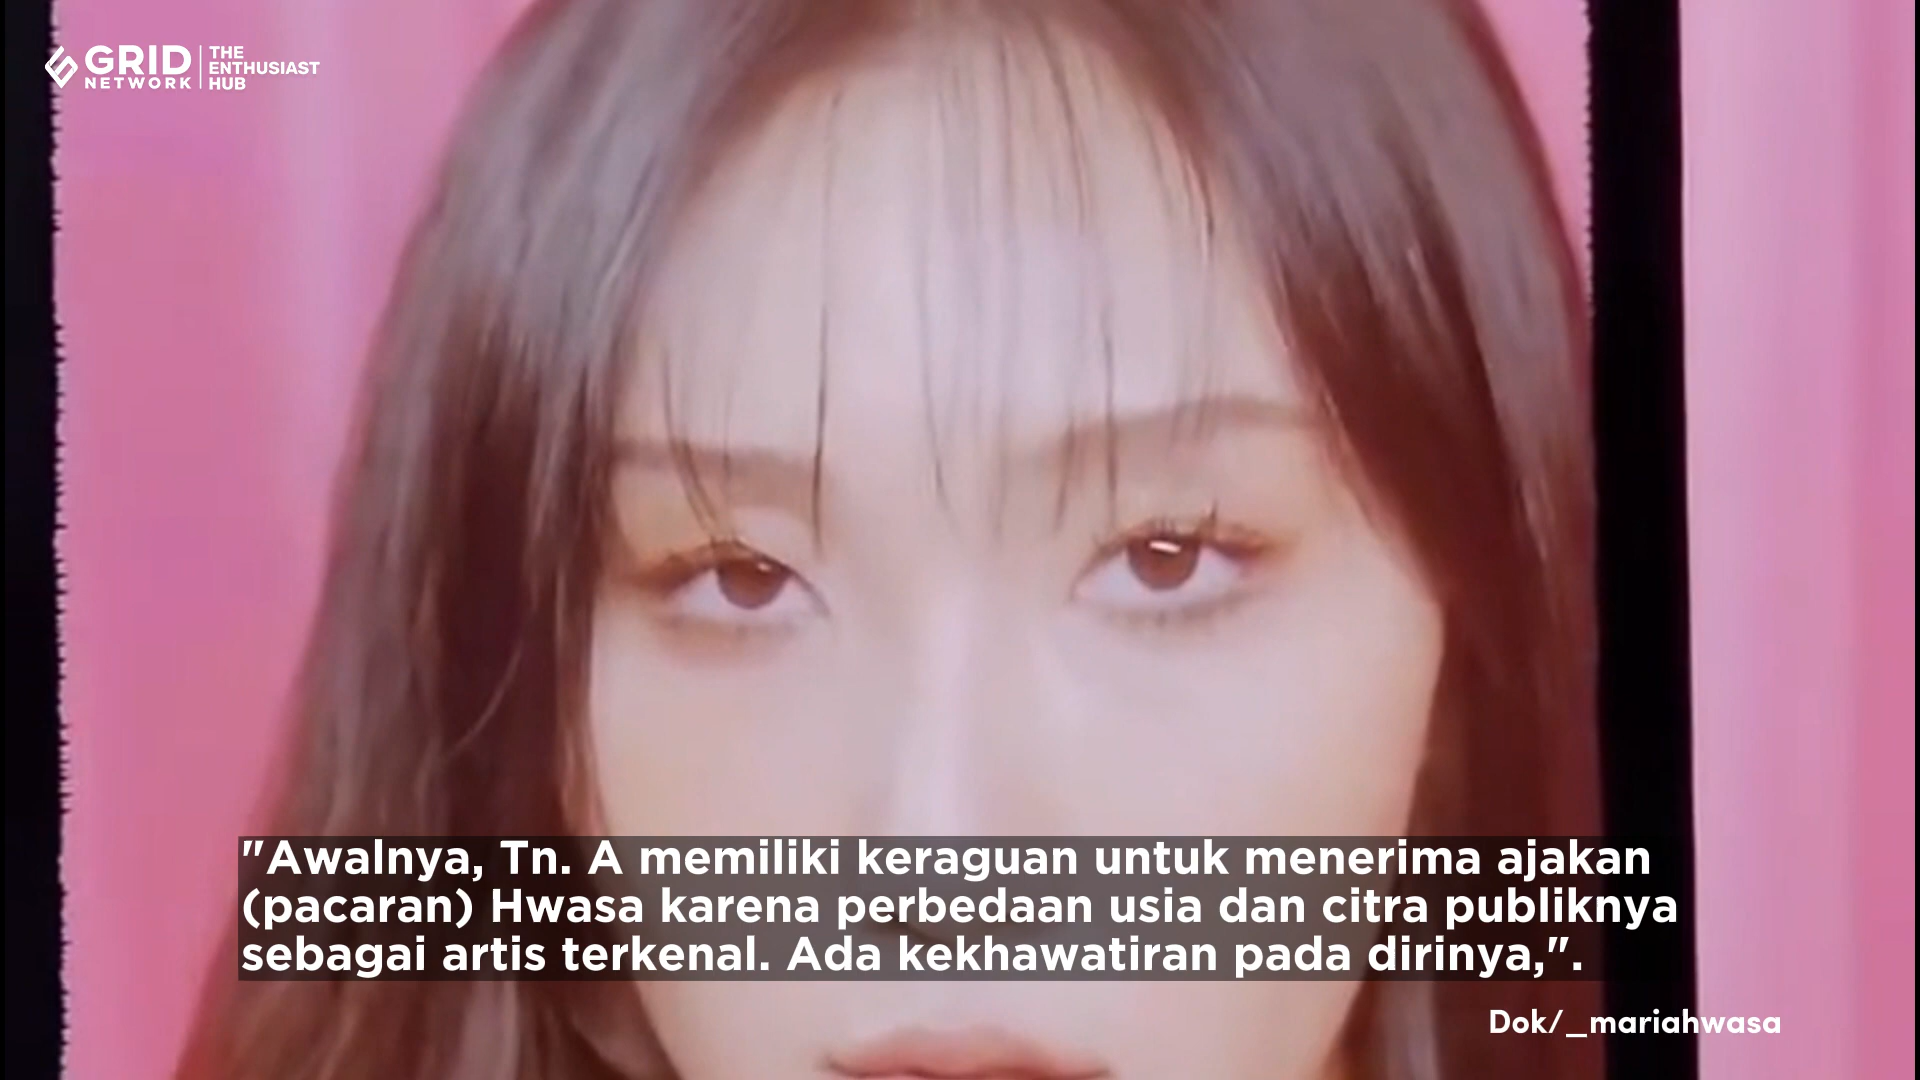 GRID
NETWORK
THE
ENTHUSIAST
HUB
"Awalnya, Tn. A memiliki keraguan untuk menerima ajakan
(pacaran) Hwasa karena perbedaan usia dan citra publiknya
sebagai artis terkenal. Ada kekhawatiran pada dirinya,".
Dok/_mariahwasa